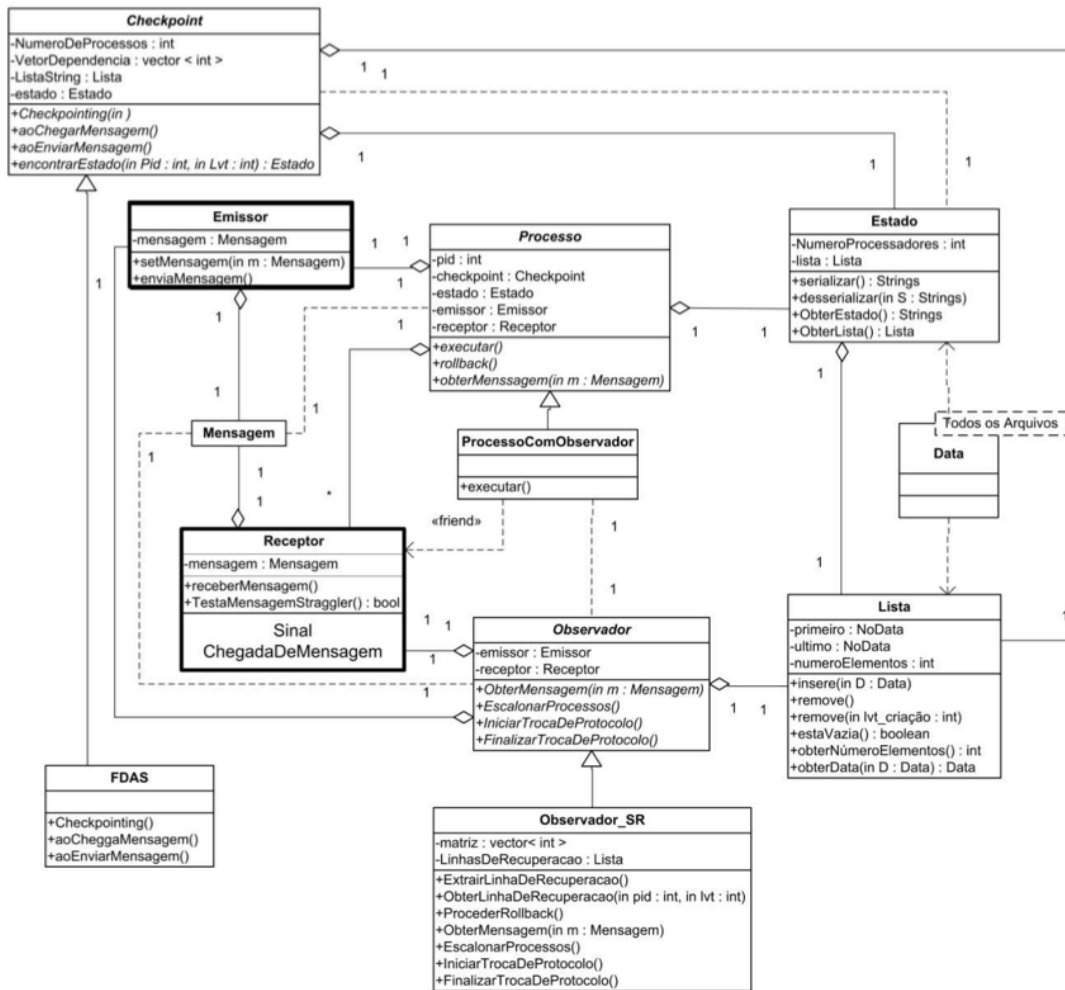 Checkpoint
-NumeroDeProcessos : int
-VetorDependencia : vector < int >
-ListaString : Lista
-estado : Estado
+Checkpointing(in )
+aoChegarMensagem()
+aoEnviarMensagem()
+encontrarEstado(in Pid : int, in Lvt : int) : Estado
1
1
1
1
1
1
Emissor
-mensagem : Mensagem
+setMensagem(in m : Mensagem)
+enviaMensagem()
1
1
1
1
Processo
-pid : int
-checkpoint : Checkpoint
-estado : Estado
-emissor : Emissor
-receptor : Receptor
+executar()
+rollback()
+obterMenssagem(in m : Mensagem)
1
1
1
Estado
-NumeroProcessadores : int
-lista : Lista
+serializar() : Strings
+desserializar(in S : Strings)
+ObterEstado() : Strings
+ObterLista() : Lista
1
1
1
1
Mensagem
1
1
1
*
ProcessoComObservador
+executar()
Todos os Arquivos
Data
«friend»
1
1
1
Receptor
-mensagem : Mensagem
+receberMensagem()
+TestaMensagemStraggler() : bool
Sinal
ChegadaDeMensagem
1
1
1
1
Observador
-emissor : Emissor
-receptor : Receptor
+ObterMensagem(in m : Mensagem)
+EscalonarProcessos()
+IniciarTrocaDeProtocolo()
+FinalizarTrocaDeProtocolo()
1
1
Lista
-primeiro : NoData
-ultimo : NoData
-numeroElementos : int
+insere(in D : Data)
+remove()
+remove(in lvt_criação : int)
+estaVazia() : boolean
+obterNúmeroElementos() : int
+obterData(in D : Data) : Data
1
FDAS
+Checkpointing()
+aoCheggaMensagem()
+aoEnviarMensagem()
Observador_SR
-matriz : vector< int >
-LinhasDeRecuperacao : Lista
+ExtrairLinhaDeRecuperacao()
+ObterLinhaDeRecuperacao(in pid : int, in lvt : int)
+ProcederRollback()
+ObterMensagem(in m : Mensagem)
+EscalonarProcessos()
+IniciarTrocaDeProtocolo()
+FinalizarTrocaDeProtocolo()